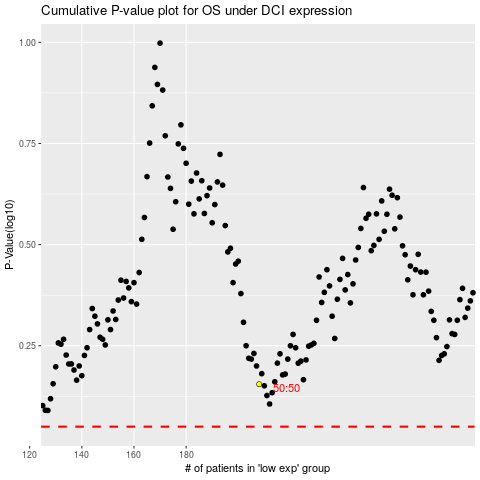 Cumulative P-value plot for OS under DCI expression
1.00
0.75
0.50
0.25
P-Value(log10)
50:50
120 140 160 180
# of patients in 'low exp' group